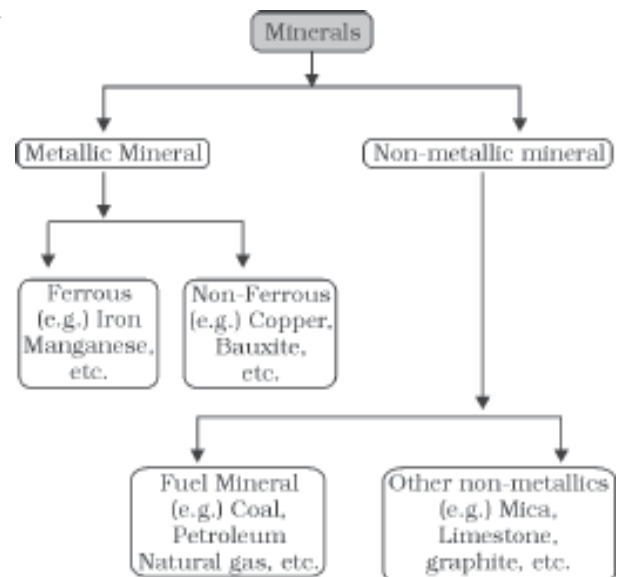 Minerals
Metallic Mineral
Non-metallic mineral
Ferrous
(e.g.) Iron
Manganese,
etc.
Non-Ferrous
(e.g.) Copper,
Bauxite,
etc.
Fuel Mineral
(e.g.) Coal,
Petroleum
Natural gas, etc.
Other non-metallics
(e.g.) Mica,
Limestone,
graphite, etc.